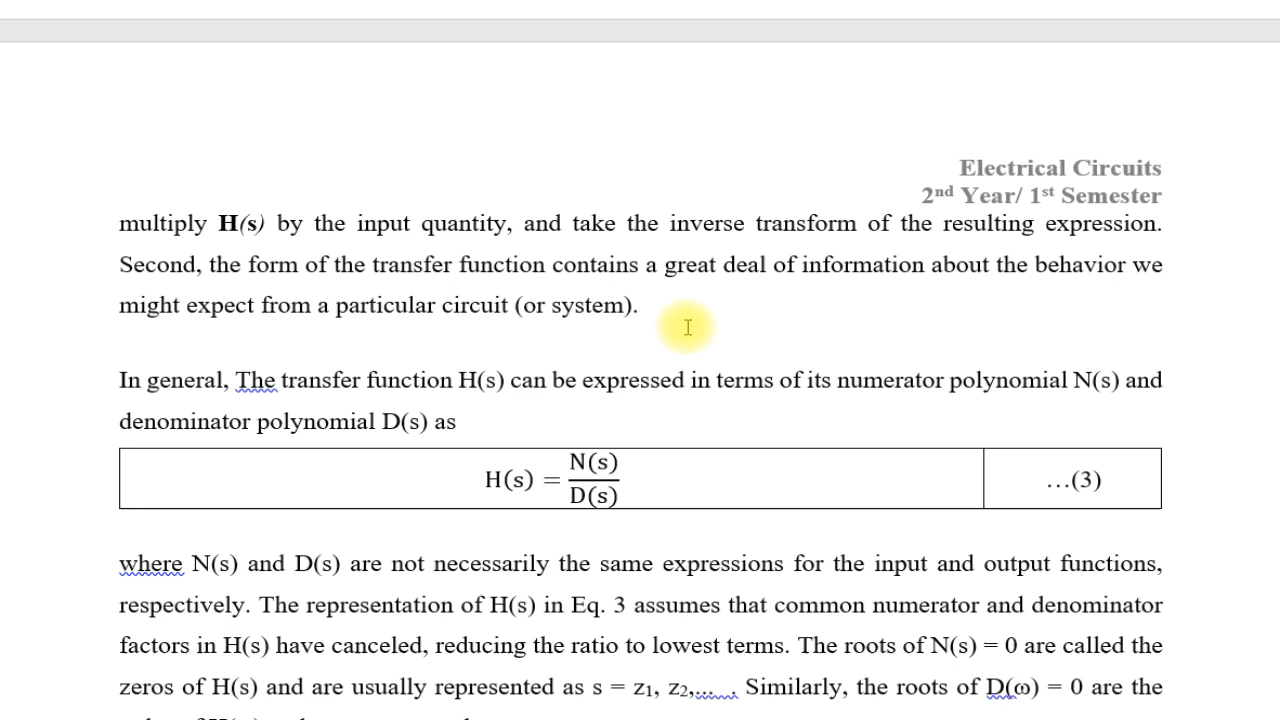 Electrical Circuits
2nd Year/ 1st Semester
multiply H(s) by the input quantity, and take the inverse transform of the resulting expression.
Second, the form of the transfer function contains a great deal of information about the behavior we
might expect from a particular circuit (or system).
In general, The transfer function H(s) can be expressed in terms of its numerator polynomial N(s) and
denominator polynomial D(s) as
H(s) = N(s)/D(s) …(3)
where N(s) and D(s) are not necessarily the same expressions for the input and output functions,
respectively. The representation of H(s) in Eq. 3 assumes that common numerator and denominator
factors in H(s) have canceled, reducing the ratio to lowest terms. The roots of N(s) = 0 are called the
zeros of H(s) and are usually represented as s = z1, z2,… . Similarly, the roots of D(ω) = 0 are the